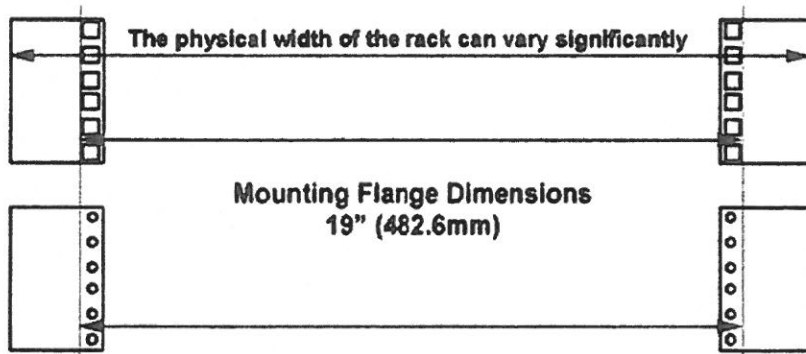 The physical width of the rack can vary significantly
Mounting Flange Dimensions
19” (482.6mm)